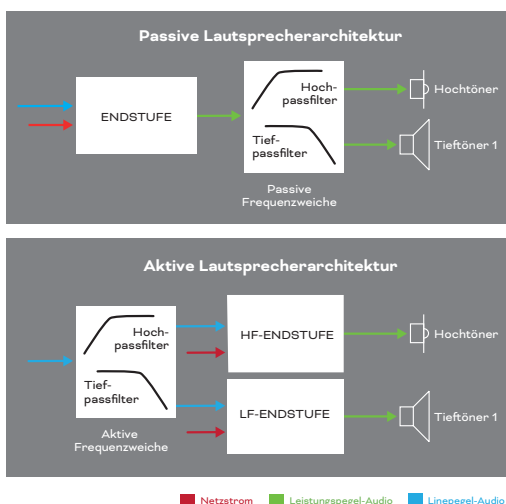 Passive Lautsprecherarchitektur
ENDSTUFE
Hoch-
passfilter
Tief-
passfilter
Passive
Frequenzweiche
Hochtöner
Tieftöner 1
Aktive Lautsprecherarchitektur
Hoch-
passfilter
Tief-
passfilter
Aktive
Frequenzweiche
HF-ENDSTUFE
LF-ENDSTUFE
Hochtöner
Tieftöner 1
Netzstrom
Leistungspegel-Audio
Linepegel-Audio